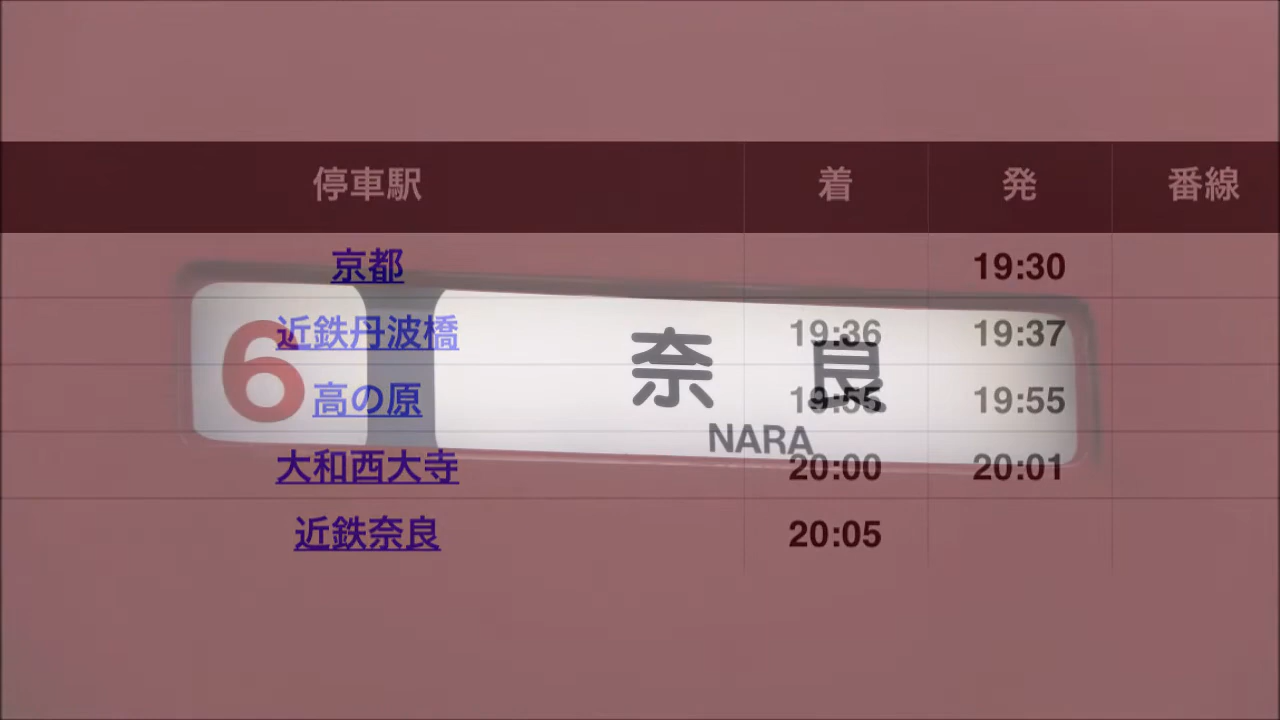 停車駅 着 発 番線
京都 19:30
近鉄丹波橋 19:36 19:37
高の原 19:55 19:55
大和西大寺 20:00 20:01
近鉄奈良 20:05
6 奈良
NARA